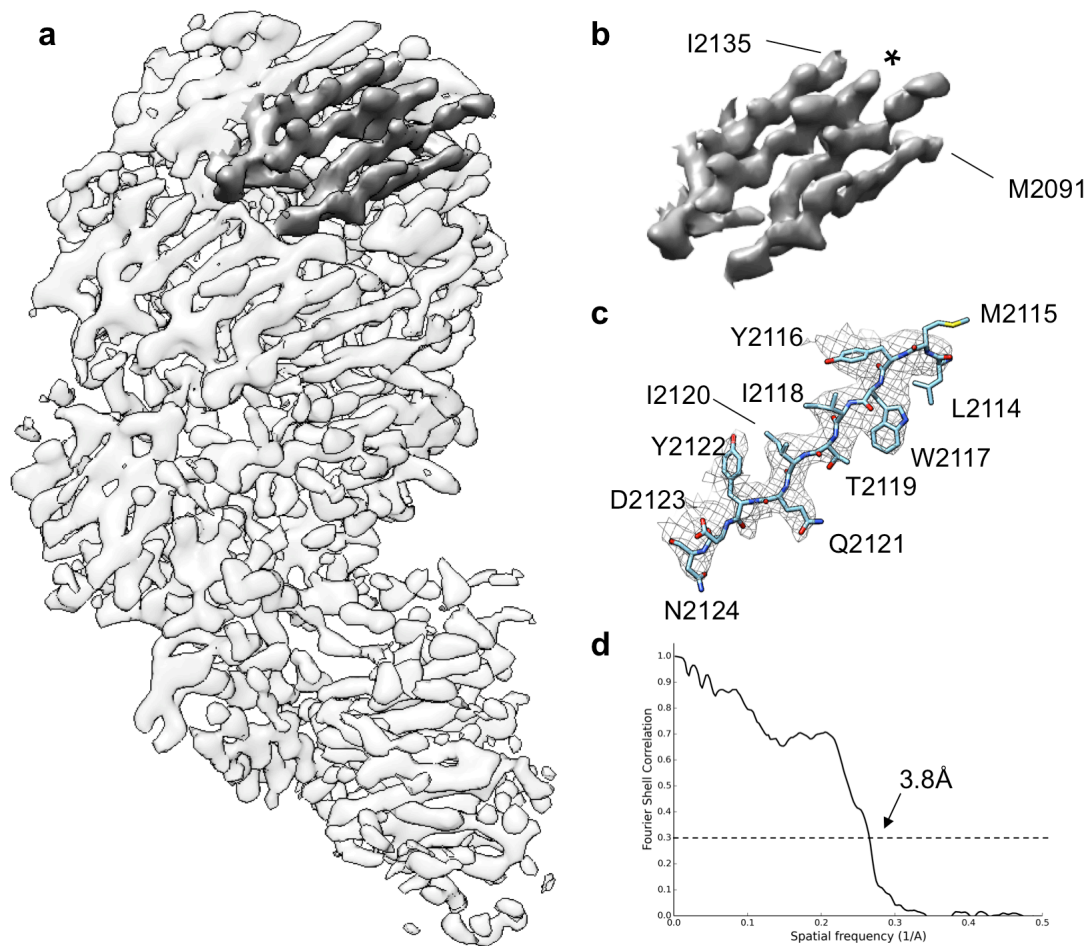 a
b
I2135
*
M2091
c
M2115
Y2116
I2118
I2120
L2114
Y2122
W2117
T2119
D2123
Q2121
N2124
d
1.0
0.9
0.8
0.7
0.6
0.5
0.4
0.3
0.2
0.1
0.0
Fourier Shell Correlation
3.8Å
0.0 0.1 0.2 0.3 0.4 0.5
Spatial frequency (1/A)